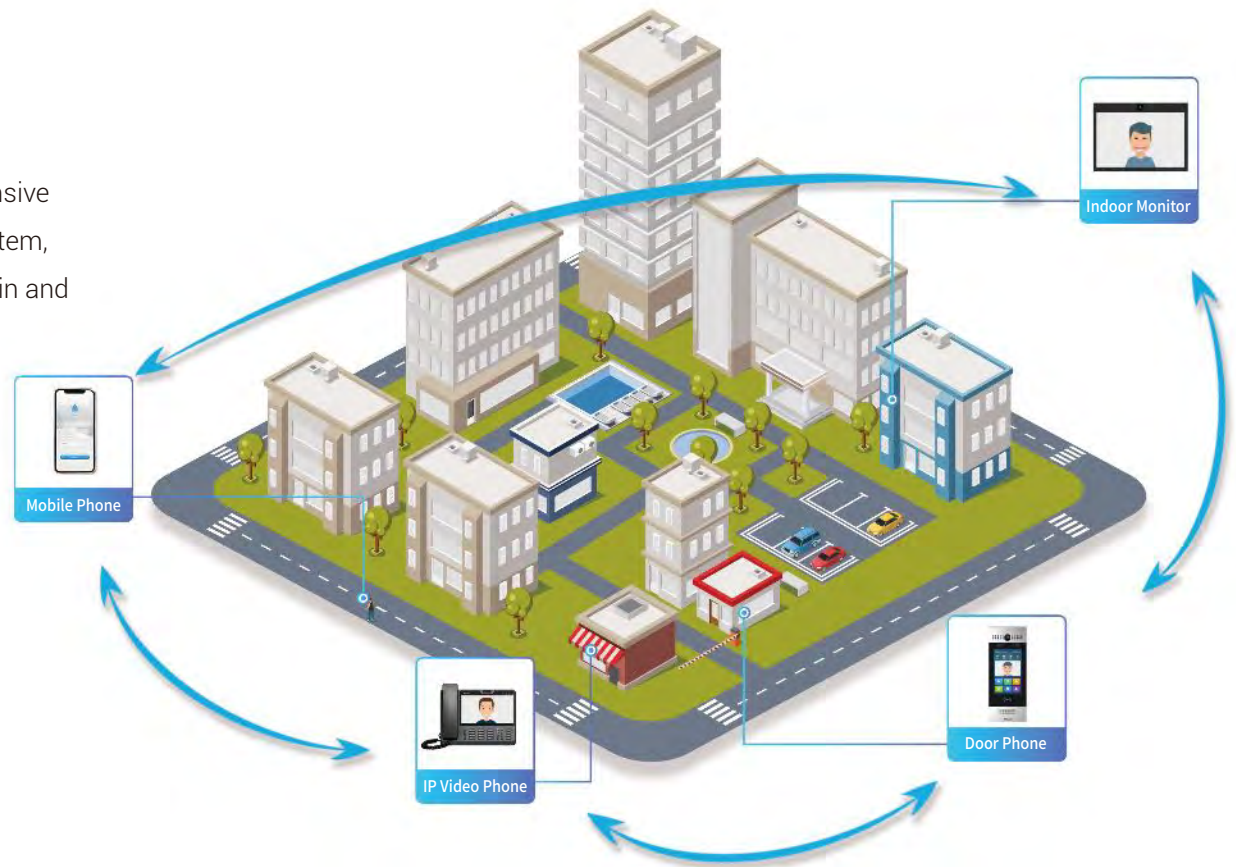 nsive
tem,
in and
Indoor Monitor
Mobile Phone
IP Video Phone
Door Phone